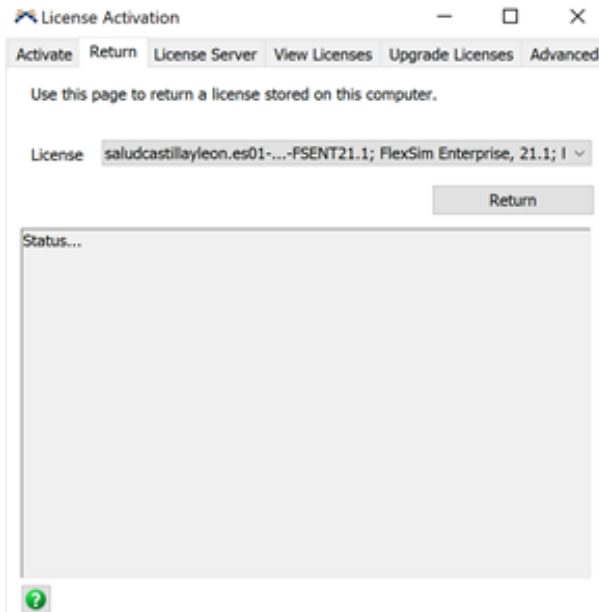 License Activation
Activate Return License Server View Licenses Upgrade Licenses Advanced
Use this page to return a license stored on this computer.
License saludcastillayleon.es01-...-FSENT21.1; FlexSim Enterprise, 21.1; I
Return
Status...
?